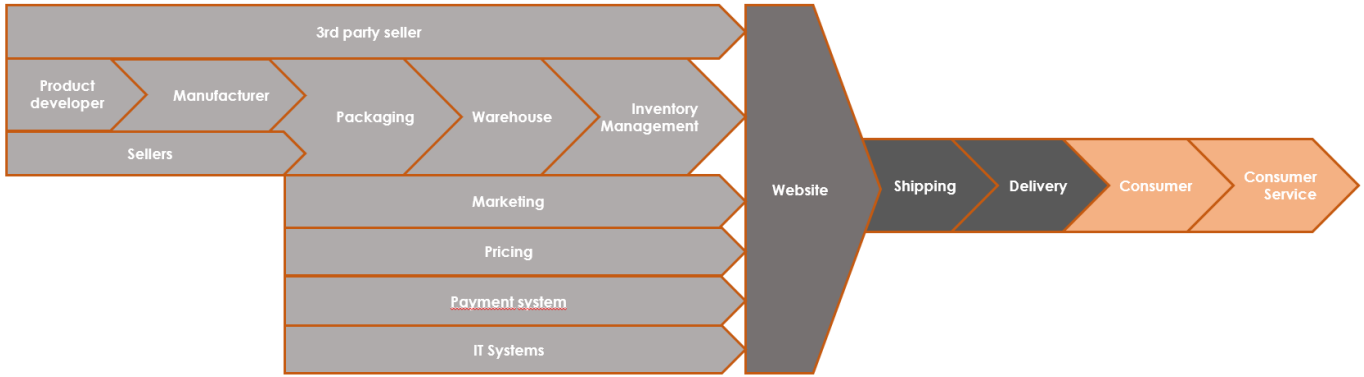 3rd party seller
Product
developer
Manufacturer
Packaging
Warehouse
Inventory
Management
Sellers
Marketing
Pricing
Payment system
IT Systems
Website
Shipping
Delivery
Consumer
Consumer
Service